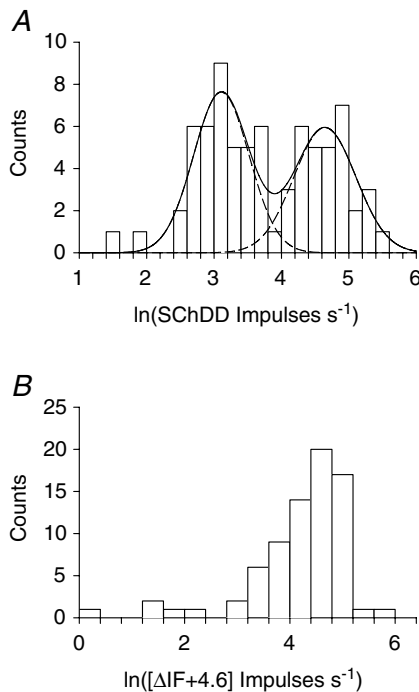 A
10
8
6
4
2
0
Counts
1 2 3 4 5 6
ln(SChDD Impulses s⁻¹)
B
25
20
15
10
5
0
Counts
0 2 4 6
ln([ΔIF+4.6] Impulses s⁻¹)